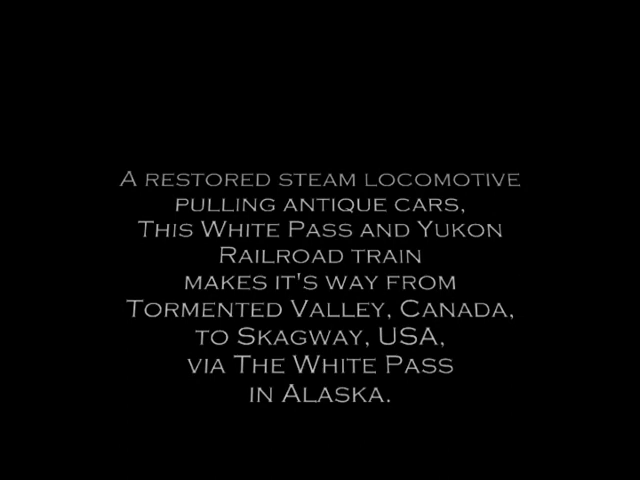 A RESTORED STEAM LOCOMOTIVE
PULLING ANTIQUE CARS,
THIS WHITE PASS AND YUKON
RAILROAD TRAIN
MAKES IT'S WAY FROM
TORMENTED VALLEY, CANADA,
TO SKAGWAY, USA,
VIA THE WHITE PASS
IN ALASKA.